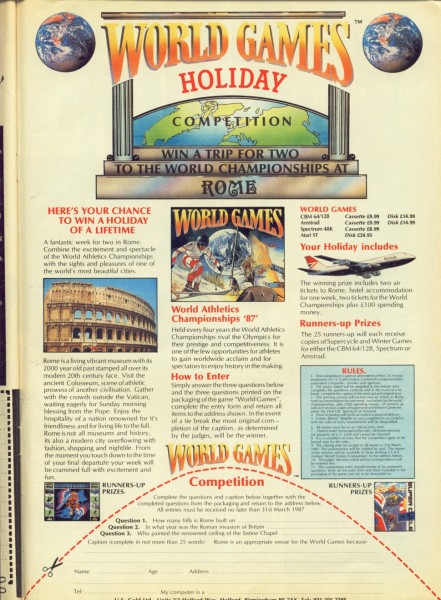 WORLD GAMES™
HOLIDAY
COMPETITION
WIN A TRIP FOR TWO
TO THE WORLD CHAMPIONSHIPS AT
ROME
HERE'S YOUR CHANCE
TO WIN A HOLIDAY
OF A LIFETIME
A fantastic week for two in Rome.
Combine the excitement and spectacle
of the World Athletics Championships
with the sights and pleasures of one of
the world's most beautiful cities.
Rome is a living vibrant museum with its
2000 year old past stamped all over its
modern 20th century face. Visit the
ancient Colosseum, scene of athletic
prowess of another civilisation. Gather
with the crowds outside the Vatican,
waiting eagerly for Sunday morning
blessing from the Pope. Enjoy the
hospitality of a nation renowned for it's
friendliness and for living life to the full.
Rome is not all museums and history,
its also a modern city overflowing with
fashion, shopping and nightlife. From
the moment you touch down to the time
of your final departure your week will
be crammed full with excitement and
fun.
WORLD GAMES
World Athletics
Championships '87'
Held every four years the World Athletics
Championships rival the Olympics for
their prestige and competitiveness. It is
one of the few opportunities for athletes
to gain worldwide acclaim and for
spectators to enjoy history in the making.
How to Enter
Simply answer the three questions below
and the three questions printed on the
packaging of the game "World Games",
complete the entry form and return all
items to the address shown. In the event
of a tie break the most original com-
pletion of the caption, as determined
by the judges, will be the winner.
WORLD GAMES
CBM 64/128 Cassette £9.99 Disk £14.99
Amstrad Cassette £9.99 Disk £14.99
Spectrum 48K Cassette £8.99
Atari ST Disk £24.95
Your Holiday includes
The winning prize includes two air
tickets to Rome, hotel accommodation
for one week, two tickets for the World
Championships plus £100 spending
money.
Runners-up Prizes
The 25 runners-up will each receive
copies of Supercycle and Winter Games
for either the CBM 64/128, Spectrum or
Amstrad.
RULES.
WORLD GAMES
Competition
RUNNERS-UP
PRIZES
RUNNERS-UP
PRIZES
Complete the questions and caption below together with the
completed questions from the packaging and return to the address below.
All entries must be received no later than 31st March 1987
Question 1. How many hills is Rome built on
Question 2. In what year was the Roman invasion of Britain
Question 3. Who painted the renowned ceiling of the Sistine Chapel
Caption (complete in not more than 25 words) Rome is an appropriate venue for the World Games because
Name Age Address
Tel: My computer is a
U.S. Gold Ltd., Units 2/3 Holford Way, Holford, Birmingham B6 7AX. Tel: 021 356 3388